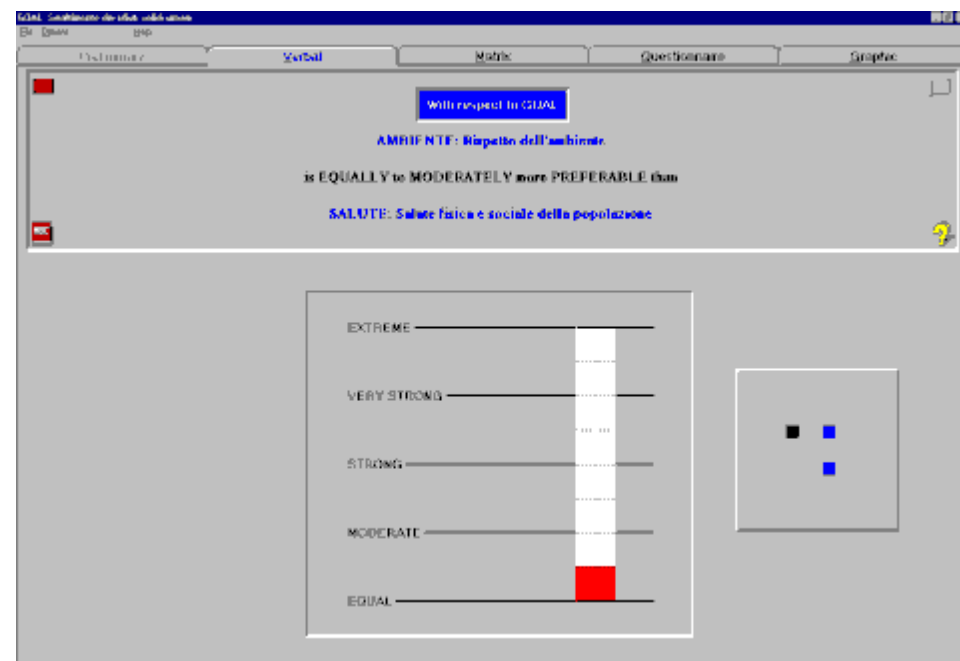 Verbal Matrix Questionnaire Graphic
With respect to GOAL
AMBIENTE: Rispetto dell'ambiente
is EQUALLY to MODERATELY more PREFERABLE than
SALUTE: Salute fisica e sociale della popolazione
ABC
EXTREME
VERY STRONG
STRONG
MODERATE
EQUAL